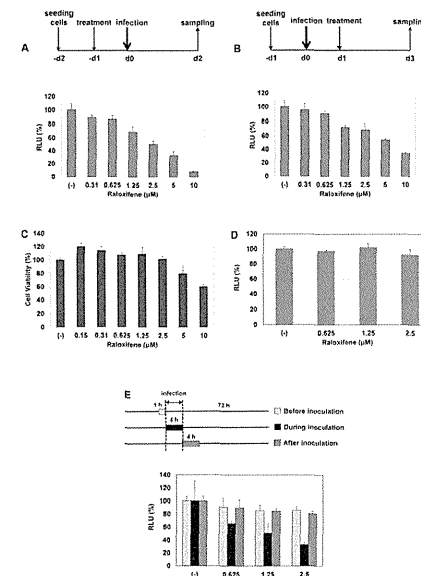 seeding
cells treatment infection sampling
A
-d2 -d1 d0 d2
seeding
cells infection treatment sampling
B
-d1 d0 d1 d3
RLU (%)
120
100
80
60
40
20
0
(-) 0.31 0.625 1.25 2.5 5 10
Raloxifene (µM)
RLU (%)
120
100
80
60
40
20
0
(-) 0.31 0.625 1.25 2.5 5 10
Raloxifene (µM)
C
Cell Viability (%)
140
120
100
80
60
40
20
0
(-) 0.15 0.31 0.625 1.25 2.5 5 10
Raloxifene (µM)
D
RLU (%)
120
100
80
60
40
20
0
(-) 0.625 1.25 2.5
Raloxifene (µM)
E
infection
1 h 72 h
Before inoculation
4 h
During inoculation
4 h
After inoculation
RLU (%)
140
120
100
80
60
40
20
0
(-) 0.625 1.25 2.5